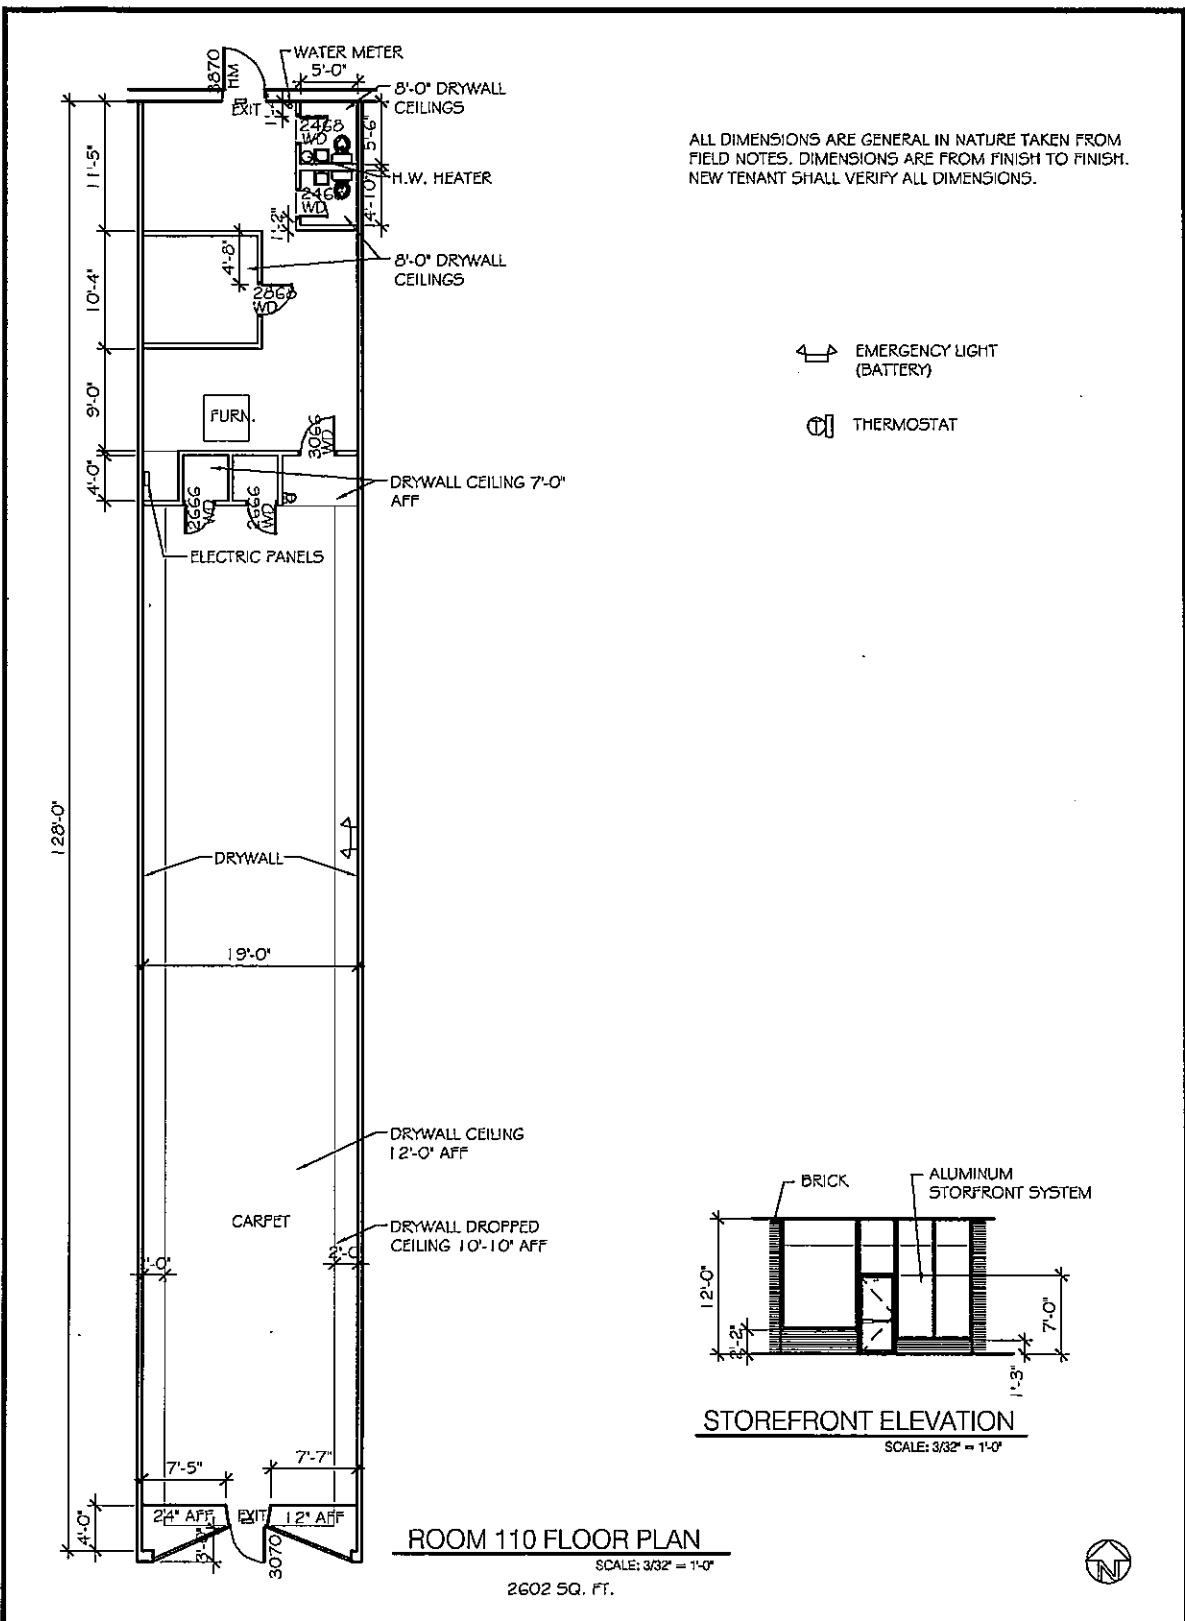 WATER METER
5'-0"
3870
HM
EXIT
8'-0" DRYWALL
CEILINGS
2468
WD
5'-6"
11'-5"
H.W. HEATER
WD
4'-10"
1'-2"
ALL DIMENSIONS ARE GENERAL IN NATURE TAKEN FROM
FIELD NOTES. DIMENSIONS ARE FROM FINISH TO FINISH.
NEW TENANT SHALL VERIFY ALL DIMENSIONS.
4'-8"
8'-0" DRYWALL
CEILINGS
10'-4"
2868
WD
EMERGENCY LIGHT
(BATTERY)
THERMOSTAT
9'-0"
FURN.
3066
WD
4'-0"
DRYWALL CEILING 7'-0"
AFF
2666
WD
2666
WD
ELECTRIC PANELS
128'-0"
DRYWALL
19'-0"
DRYWALL CEILING
12'-0" AFF
CARPET
DRYWALL DROPPED
CEILING 10'-10" AFF
BRICK
ALUMINUM
STORFRONT SYSTEM
12'-0"
2'-2"
7'-0"
1'-3"
STOREFRONT ELEVATION
SCALE: 3/32" = 1'-0"
7'-5"
7'-7"
4'-0"
24" AFF
EXIT
12" AFF
3070
ROOM 110 FLOOR PLAN
SCALE: 3/32" = 1'-0"
2602 SQ. FT.
N